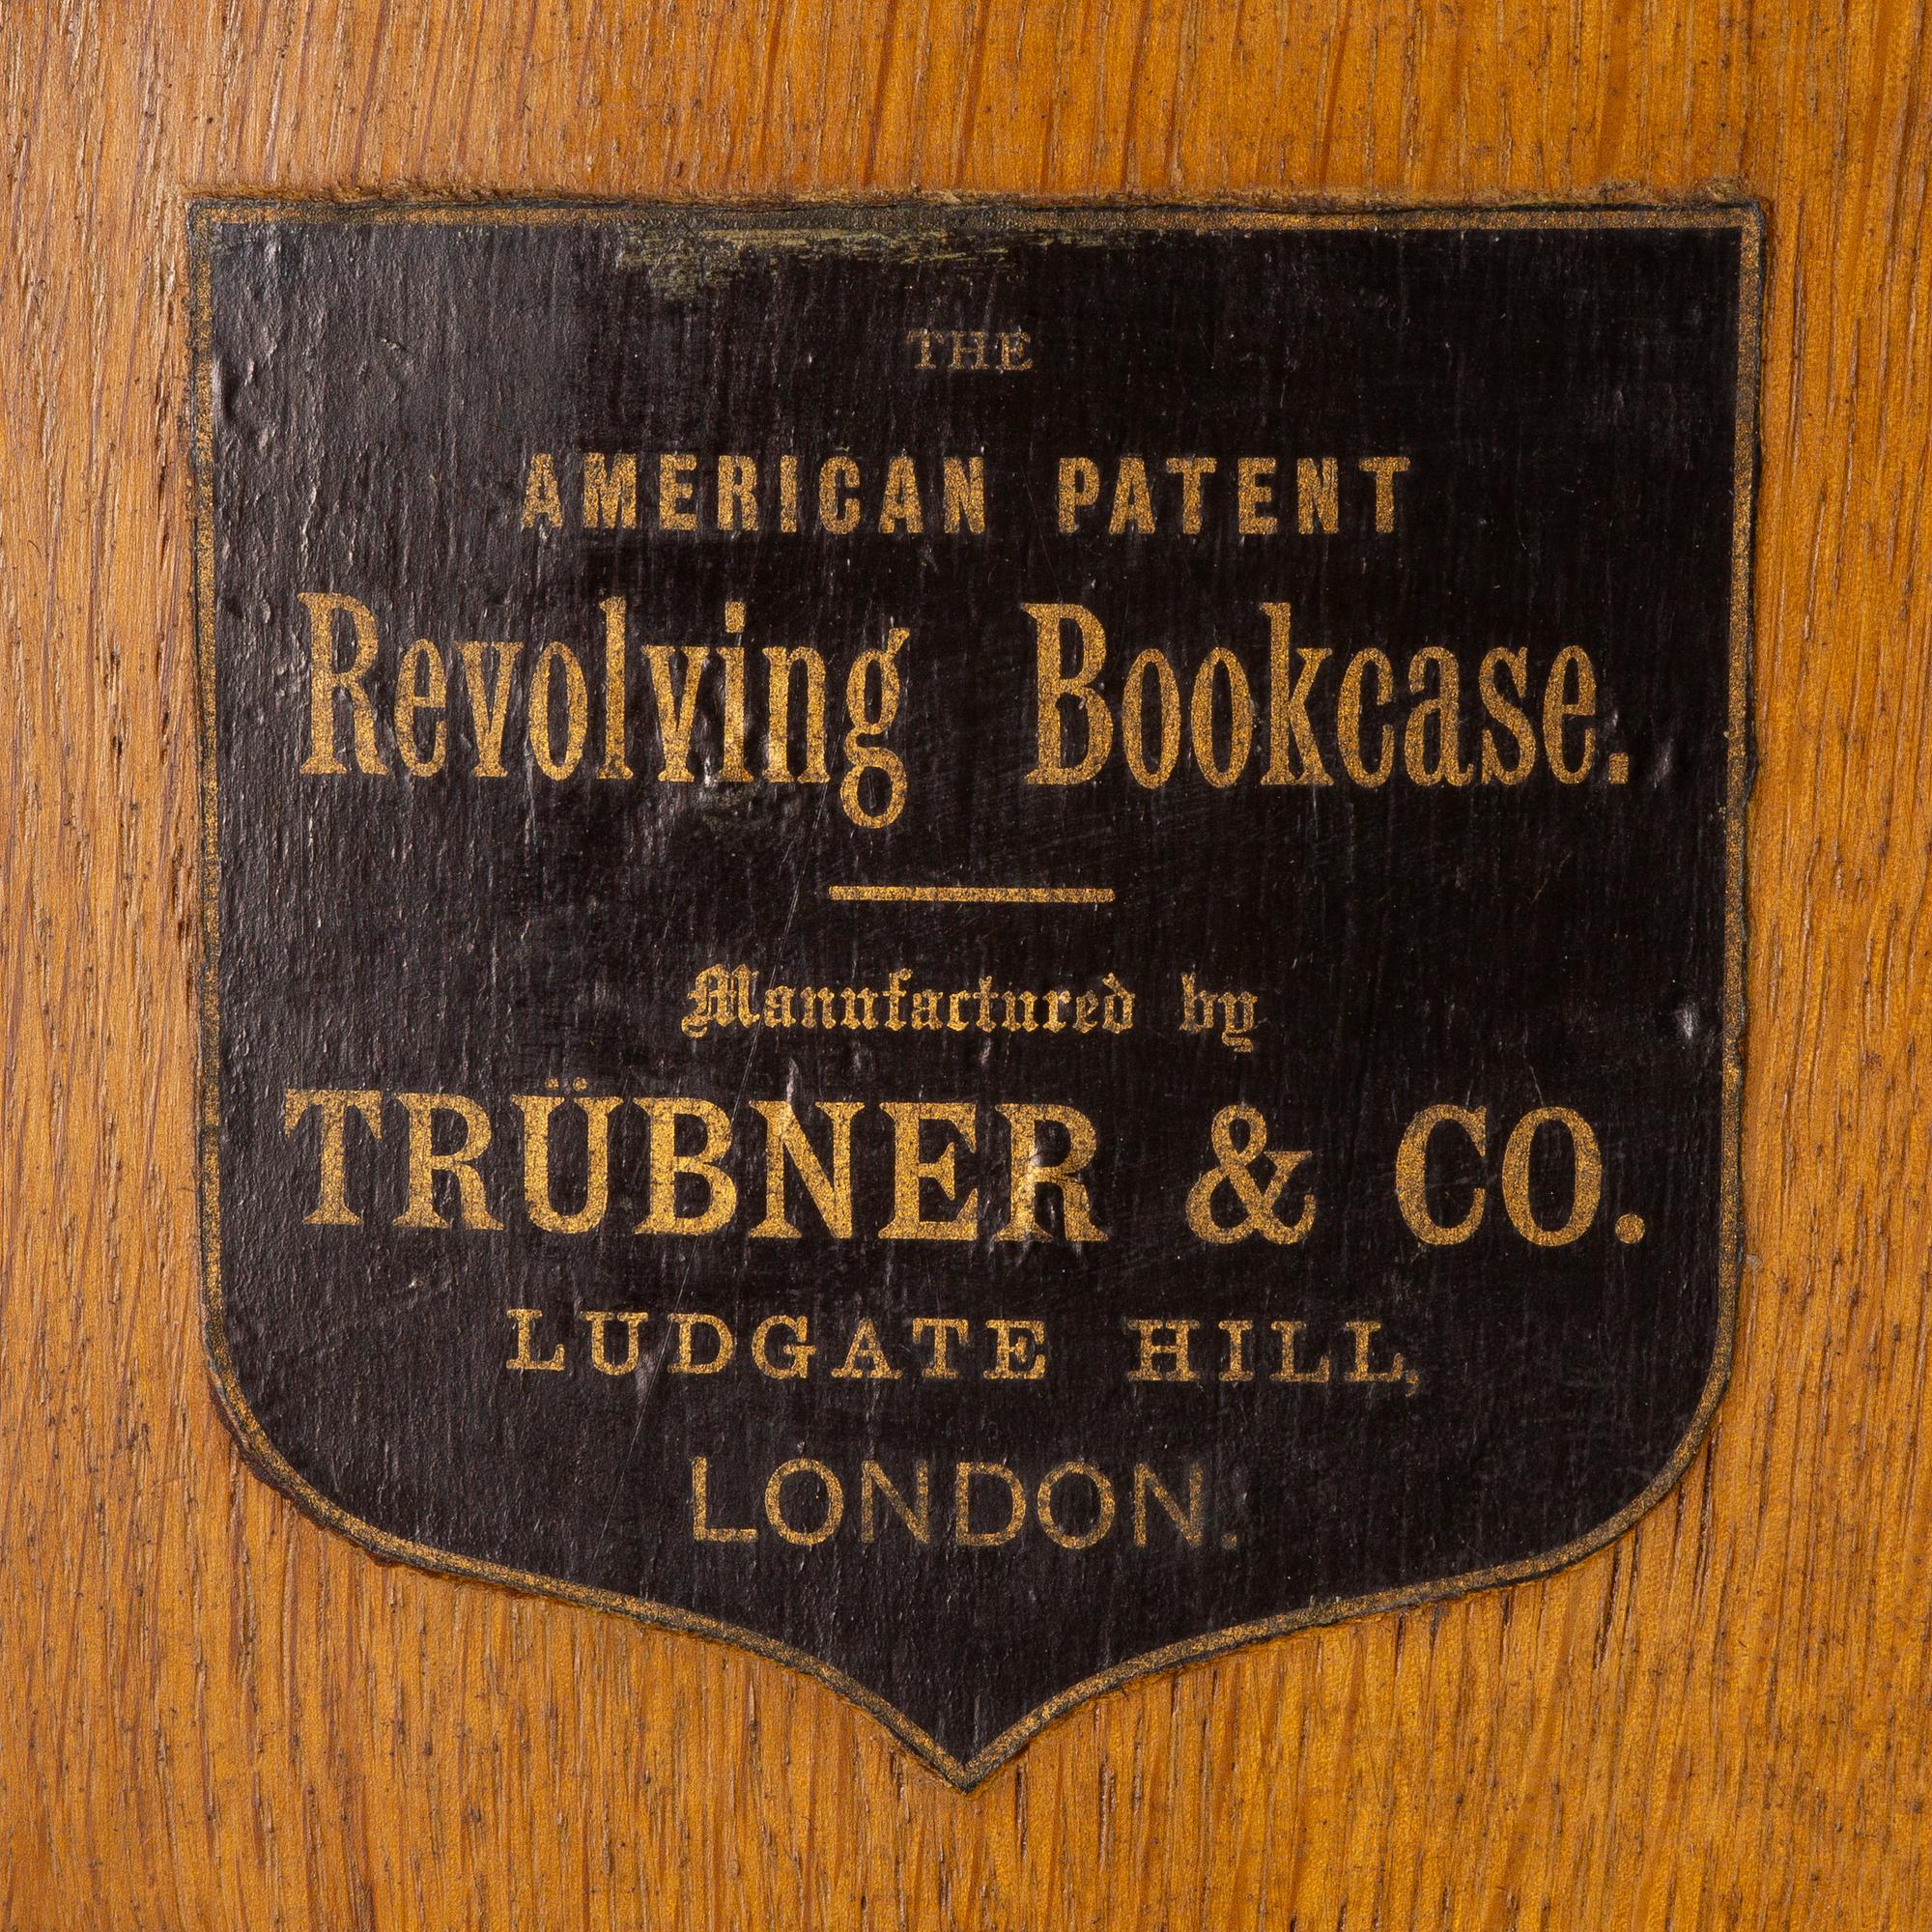 THE
AMERICAN PATENT
Revolving Bookcase.
Manufactured by
TRÜBNER & CO.
LUDGATE HILL,
LONDON.